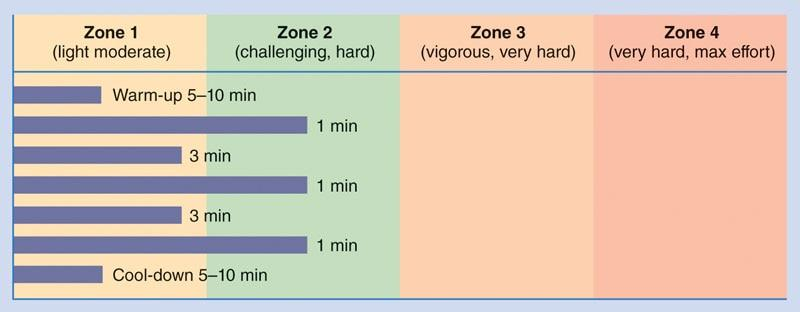 Zone 1
(light moderate)
Zone 2
(challenging, hard)
Zone 3
(vigorous, very hard)
Zone 4
(very hard, max effort)
Warm-up 5–10 min
1 min
3 min
1 min
3 min
1 min
Cool-down 5–10 min